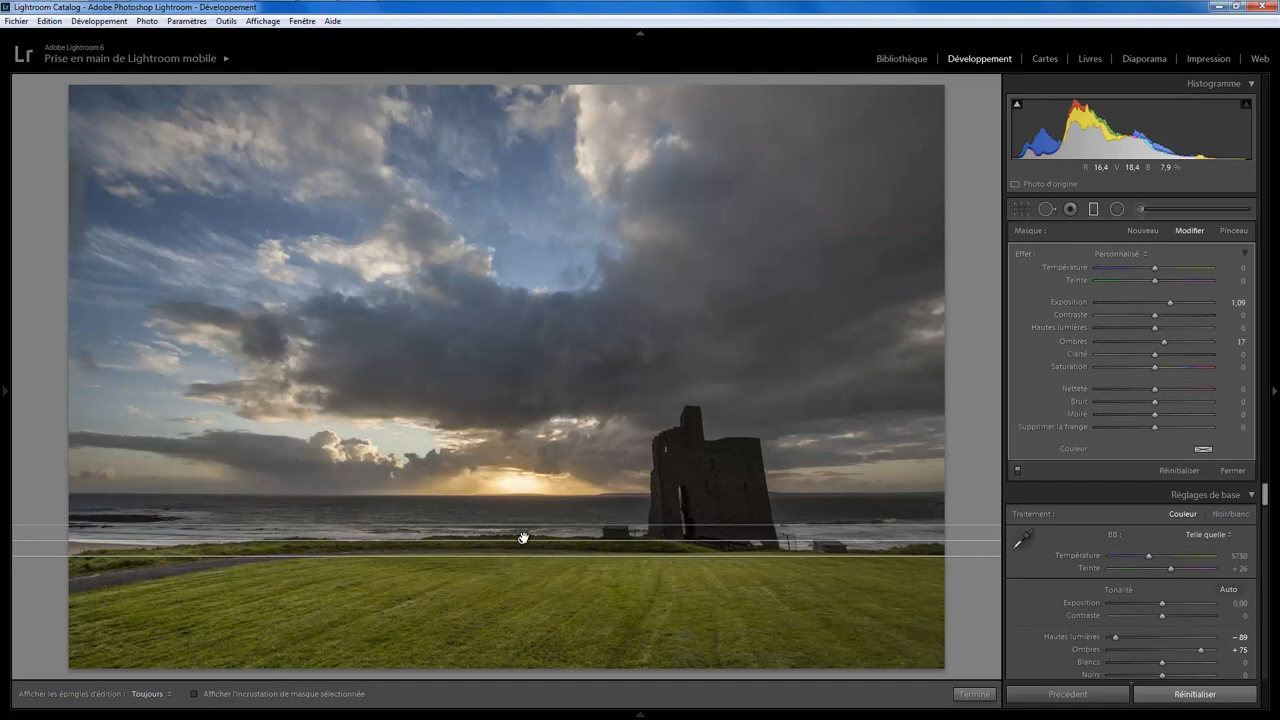 Lightroom Catalog - Adobe Photoshop Lightroom - Développement
Fichier Edition Développement Photo Paramètres Outils Affichage Fenêtre Aide
Lr
Adobe Lightroom 6
Prise en main de Lightroom mobile
Bibliothèque | Développement | Cartes | Livres | Diaporama | Impression | Web
Histogramme
R 16,4 V 18,4 B 7,9 %
Photo d'origine
Masque : Nouveau Modifier Pinceau
Effet : Personnalisé
Température 0
Teinte 0
Exposition 1,09
Contraste 0
Hautes lumières 0
Ombres 17
Clarté 0
Saturation 0
Netteté 0
Bruit 0
Moiré 0
Supprimer la frange 0
Couleur
Réinitialiser Fermer
Réglages de base
Traitement : Couleur | Noir/blanc
BB : Telle quelle
Température 5750
Teinte + 26
Tonalité Auto
Exposition 0,00
Contraste 0
Hautes lumières – 89
Ombres + 75
Blancs 0
Noirs 0
Afficher les épingles d'édition : Toujours Afficher l'incrustation de masque sélectionnée Terminé
Précédent Réinitialiser